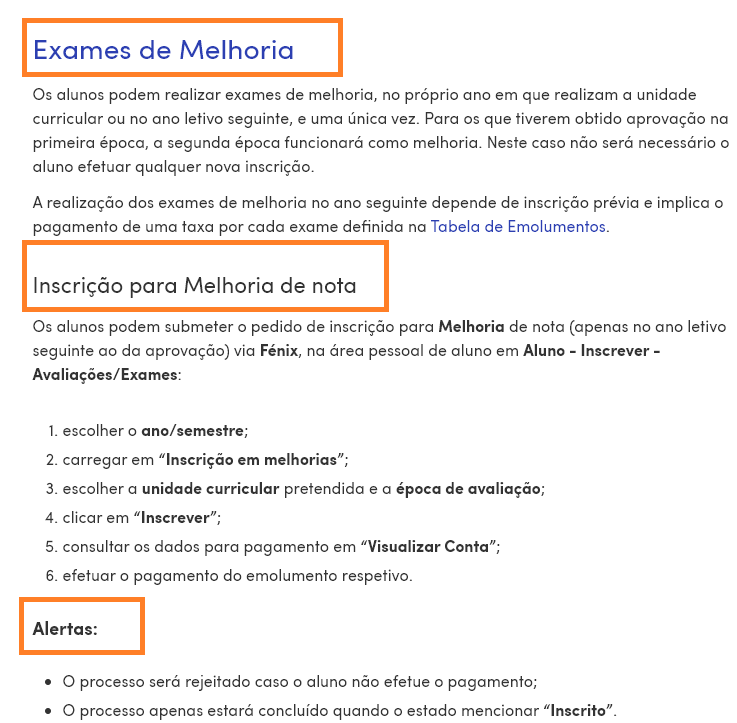 Exames de Melhoria
Os alunos podem realizar exames de melhoria, no próprio ano em que realizam a unidade
curricular ou no ano letivo seguinte, e uma única vez. Para os que tiverem obtido aprovação na
primeira época, a segunda época funcionará como melhoria. Neste caso não será necessário o
aluno efetuar qualquer nova inscrição.
A realização dos exames de melhoria no ano seguinte depende de inscrição prévia e implica o
pagamento de uma taxa por cada exame definida na Tabela de Emolumentos.
Inscrição para Melhoria de nota
Os alunos podem submeter o pedido de inscrição para Melhoria de nota (apenas no ano letivo
seguinte ao da aprovação) via Fénix, na área pessoal de aluno em Aluno - Inscrever -
Avaliações/Exames:
1. escolher o ano/semestre;
2. carregar em “Inscrição em melhorias”;
3. escolher a unidade curricular pretendida e a época de avaliação;
4. clicar em “Inscrever”;
5. consultar os dados para pagamento em “Visualizar Conta”;
6. efetuar o pagamento do emolumento respetivo.
Alertas:
• O processo será rejeitado caso o aluno não efetue o pagamento;
• O processo apenas estará concluído quando o estado mencionar “Inscrito”.